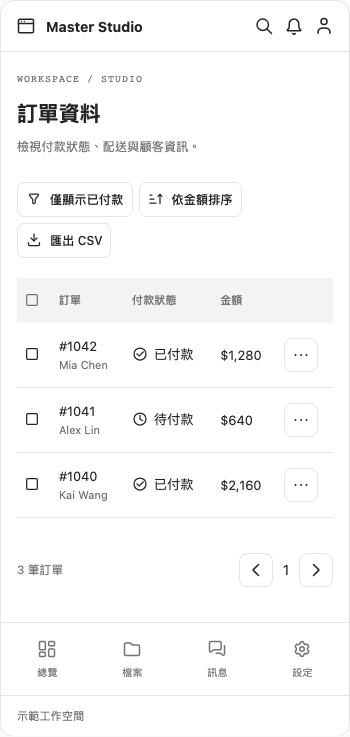 Master Studio
WORKSPACE / STUDIO
訂單資料
檢視付款狀態、配送與顧客資訊。
僅顯示已付款
依金額排序
匯出 CSV
訂單 付款狀態 金額
#1042
Mia Chen
已付款 $1,280
#1041
Alex Lin
待付款 $640
#1040
Kai Wang
已付款 $2,160
3 筆訂單 1
總覽 檔案 訊息 設定
示範工作空間